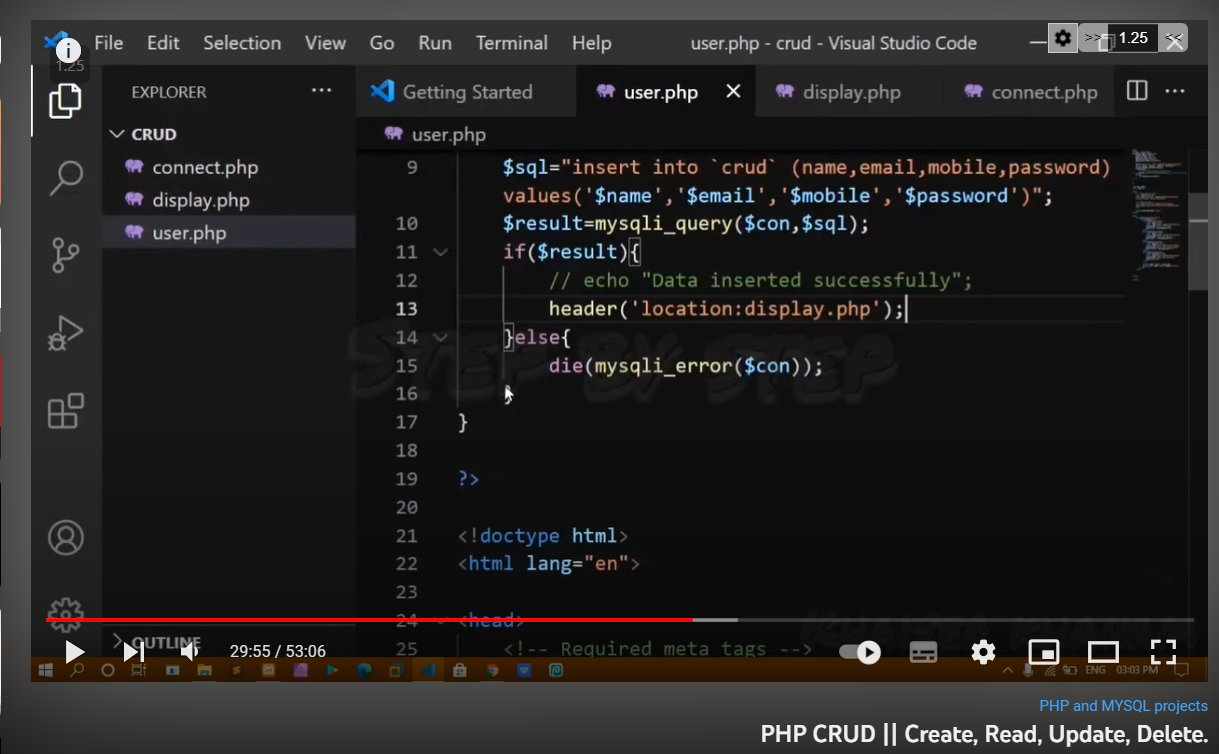 File Edit Selection View Go Run Terminal Help user.php - crud - Visual Studio Code >> 1.25 <<
1.25
EXPLORER ... Getting Started user.php display.php connect.php ...
CRUD
user.php
connect.php
display.php
user.php
9 $sql="insert into `crud` (name,email,mobile,password)
values('$name','$email','$mobile','$password')";
10 $result=mysqli_query($con,$sql);
11 if($result){
12 // echo "Data inserted successfully";
13 header('location:display.php');
14 }else{
15 die(mysqli_error($con));
16 }
17 }
18
19 ?>
20
21 <!doctype html>
22 <html lang="en">
23
24 <head>
25 <!-- Required meta tags -->
STEP BY STEP
OUTLINE
29:55 / 53:06
ENG 03:03 PM
PHP and MYSQL projects
PHP CRUD || Create, Read, Update, Delete.